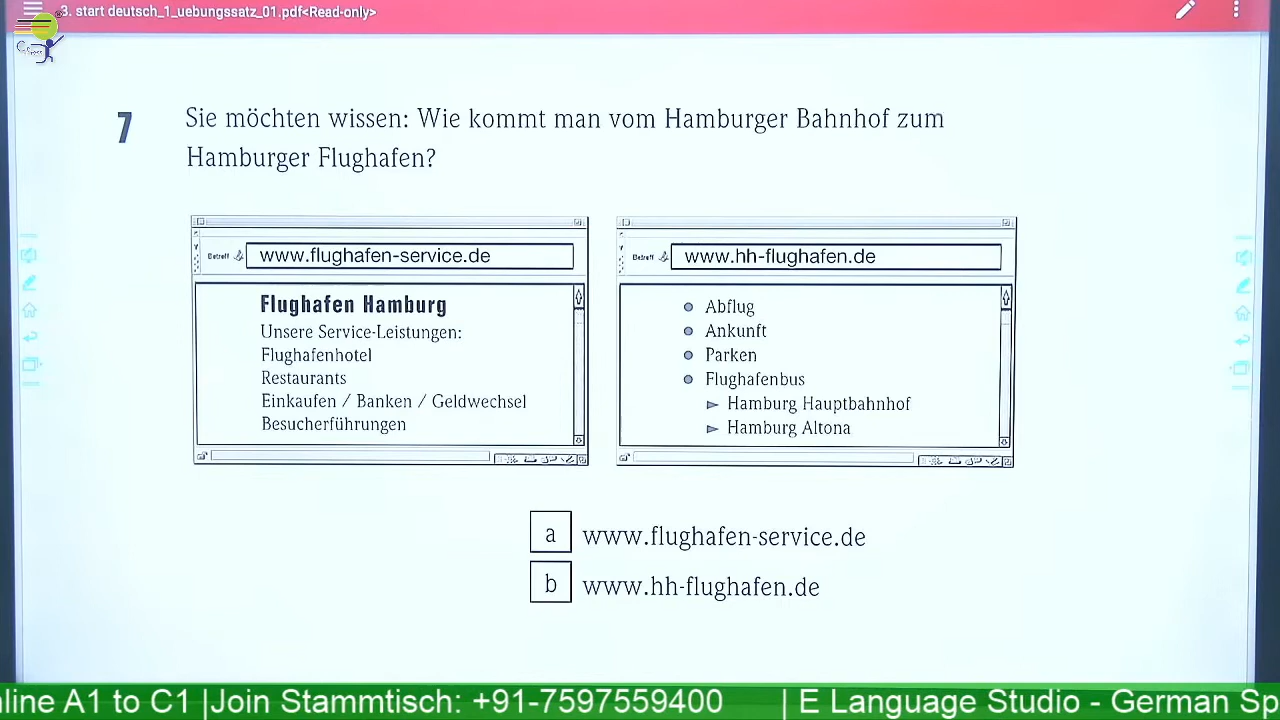 3. start deutsch_1_uebungssatz_01.pdf<Read-only>
7
Sie möchten wissen: Wie kommt man vom Hamburger Bahnhof zum
Hamburger Flughafen?
Betreff
www.flughafen-service.de
Flughafen Hamburg
Unsere Service-Leistungen:
Flughafenhotel
Restaurants
Einkaufen / Banken / Geldwechsel
Besucherführungen
Betreff
www.hh-flughafen.de
Abflug
Ankunft
Parken
Flughafenbus
Hamburg Hauptbahnhof
Hamburg Altona
a www.flughafen-service.de
b www.hh-flughafen.de
nline A1 to C1 |Join Stammtisch: +91-7597559400 | E Language Studio - German Sp